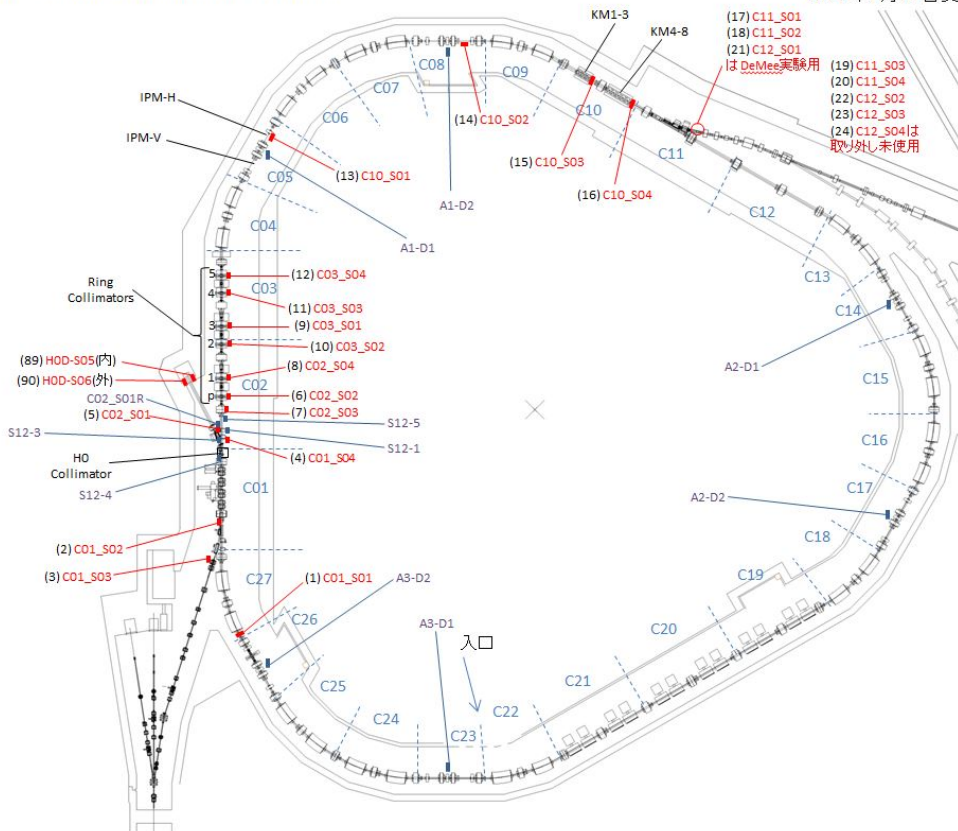 KM1-3
KM4-8
(17) C11_S01
(18) C11_S02
(21) C12_S01
はDeMee実験用
(19) C11_S03
(20) C11_S04
(22) C12_S02
(23) C12_S03
(24) C12_S04は
取り外し未使用
C08
C09
C07
C10
C06
IPM-H
IPM-V
(14) C10_S02
(15) C10_S03
(16) C10_S04
(13) C10_S01
C05
C11
A1-D2
A1-D1
C04
C12
C13
Ring
Collimators
5
(12) C03_S04
C03
4
(11) C03_S03
C14
3
(9) C03_S01
2
(10) C03_S02
A2-D1
(89) H0D-S05(内)
(90) H0D-S06(外)
1
(8) C02_S04
C02
C15
P
(6) C02_S02
C02_S01R
(7) C02_S03
(5) C02_S01
S12-5
S12-3
S12-1
C16
H0
Collimator
(4) C01_S04
S12-4
C01
C17
A2-D2
(2) C01_S02
C18
(3) C01_S03
C27
(1) C01_S01
A3-D2
C19
C26
A3-D1
入口
C20
C25
C21
C24
C23
C22